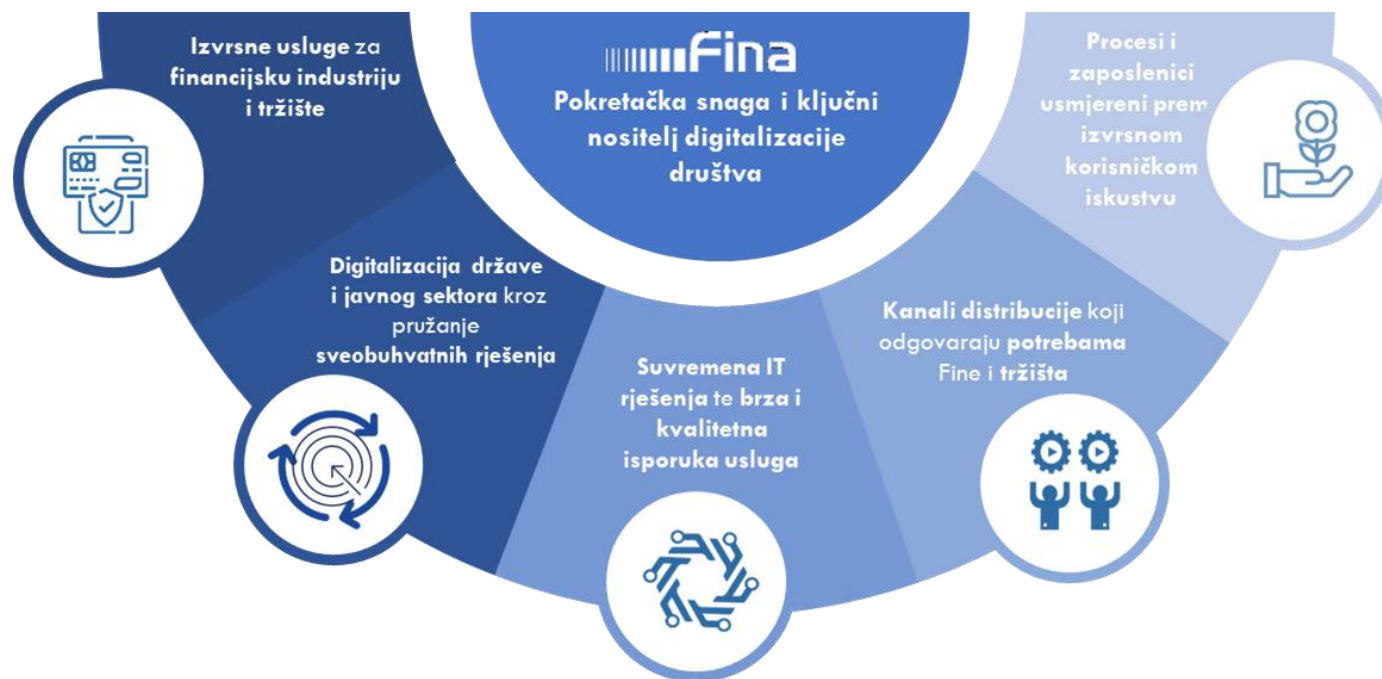 Fina
Pokretačka snaga i ključni
nositelj digitalizacije
društva
Izvrsne usluge za
financijsku industriju
i tržište
Digitalizacija države
i javnog sektora kroz
pružanje
sveobuhvatnih rješenja
Suvremena IT
rješenja te brza i
kvalitetna
isporuka usluga
Kanali distribucije koji
odgovaraju potrebama
Fine i tržišta
Procesi i
zaposlenici
usmjereni prem
izvrsnom
korisničkom
iskustvu